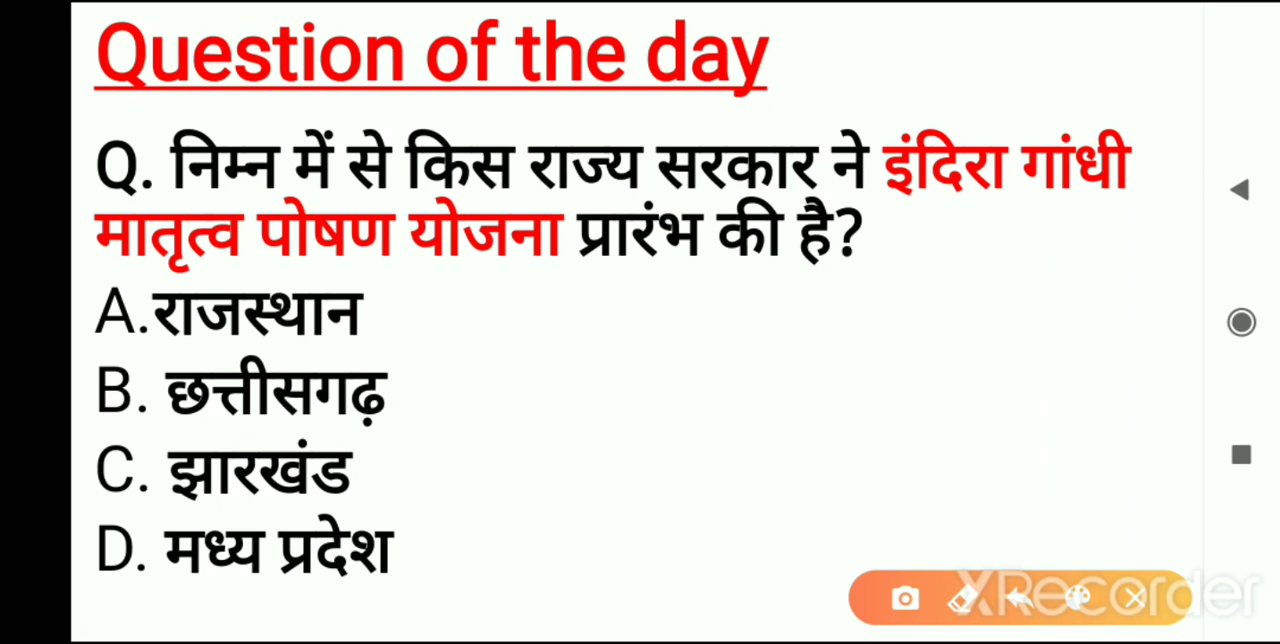 Question of the day
Q. निम्न में से किस राज्य सरकार ने इंदिरा गांधी
मातृत्व पोषण योजना प्रारंभ की है?
A.राजस्थान
B. छत्तीसगढ़
C. झारखंड
D. मध्य प्रदेश
XRecorder